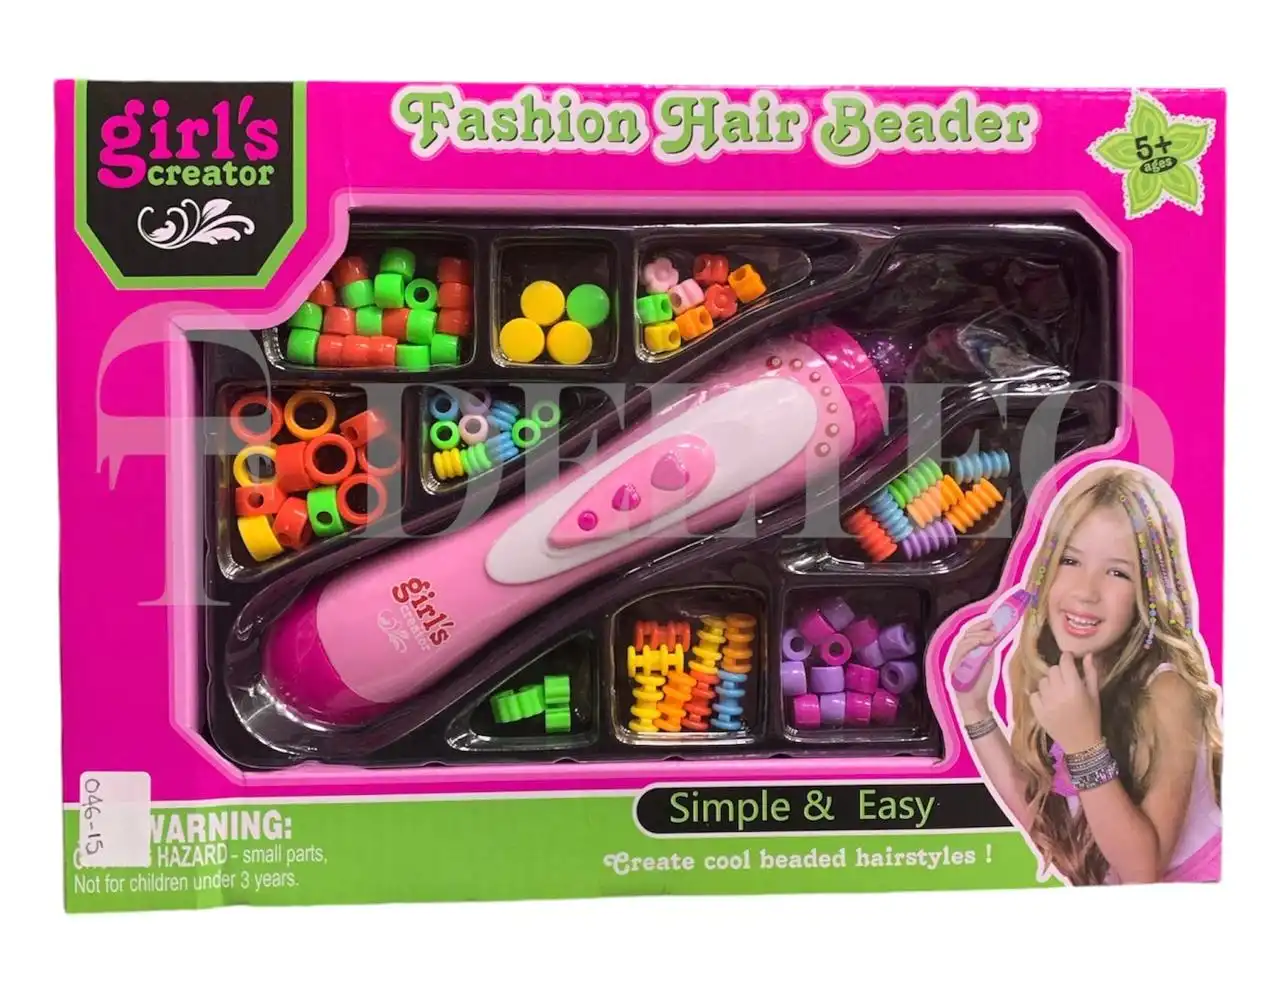 girl's
creator
Fashion Hair Beader
5+
ages
DELTEO
girl's
creator
046-15
WARNING:
HAZARD - small parts,
Not for children under 3 years.
Simple & Easy
Create cool beaded hairstyles !